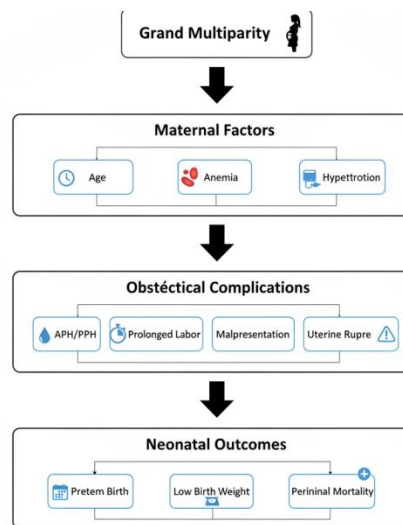 Grand Multiparity
Maternal Factors
Age
Anemia
Hypettrotion
Obstéctical Complications
APH/PPH
Prolonged Labor
Malpresentation
Uterine Rupre
Neonatal Outcomes
Pretem Birth
Low Birth Weight
Perininal Mortality